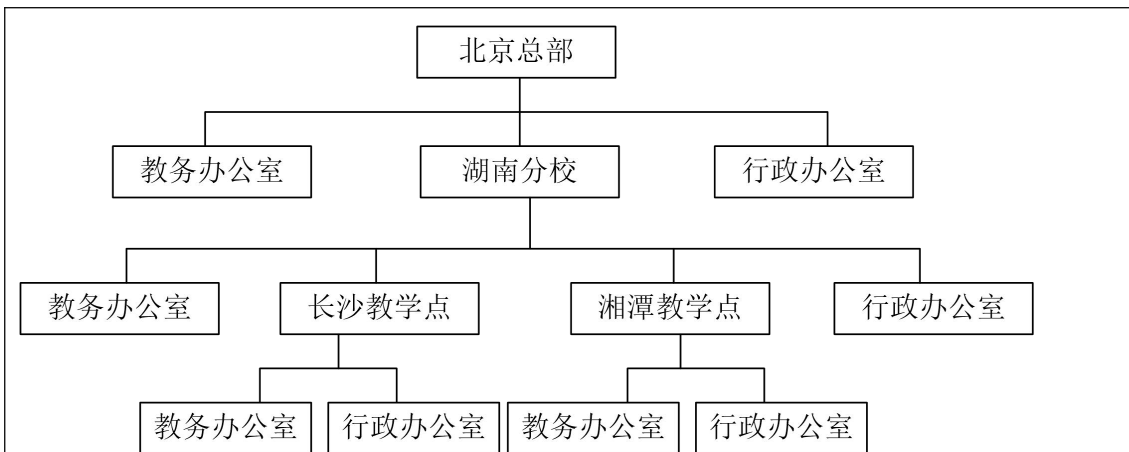 北京总部
教务办公室
湖南分校
行政办公室
教务办公室
长沙教学点
湘潭教学点
行政办公室
教务办公室
行政办公室
教务办公室
行政办公室